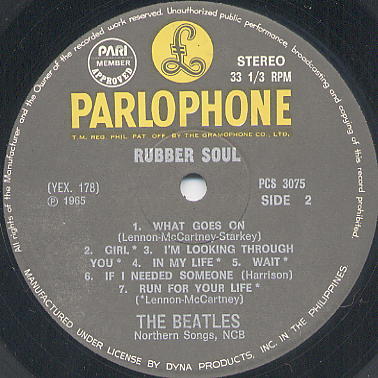 All rights of the Manufacturer and the Owner of the recorded work reserved. Unauthorized public performance, broadcasting and copying of this record prohibited.
PARI
MEMBER
APPROVED
£
STEREO
33 1/3 RPM
PARLOPHONE
T.M. REG. PHIL. PAT. OFF. BY THE GRAMOPHONE CO., LTD.
RUBBER SOUL
(YEX. 178)
PCS 3075
℗ 1965
SIDE 2
1. WHAT GOES ON
(Lennon-McCartney-Starkey)
2. GIRL* 3. I'M LOOKING THROUGH
YOU* 4. IN MY LIFE* 5. WAIT*
6. IF I NEEDED SOMEONE (Harrison)
7. RUN FOR YOUR LIFE*
(*Lennon-McCartney)
THE BEATLES
Northern Songs, NCB
MANUFACTURED UNDER LICENSE BY DYNA PRODUCTS, INC. IN THE PHILIPPINES